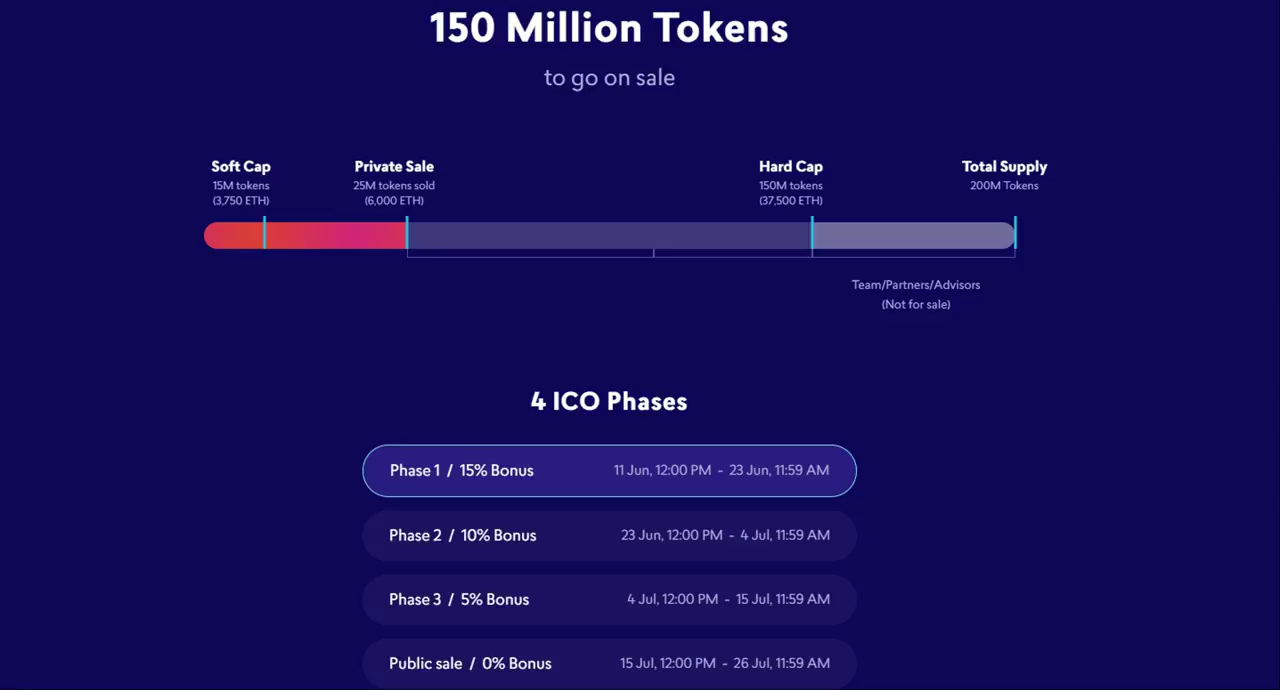 150 Million Tokens
to go on sale
Soft Cap
15M tokens
(3,750 ETH)
Private Sale
25M tokens sold
(6,000 ETH)
Hard Cap
150M tokens
(37,500 ETH)
Total Supply
200M Tokens
Team/Partners/Advisors
(Not for sale)
4 ICO Phases
Phase 1 / 15% Bonus 11 Jun, 12:00 PM - 23 Jun, 11:59 AM
Phase 2 / 10% Bonus 23 Jun, 12:00 PM - 4 Jul, 11:59 AM
Phase 3 / 5% Bonus 4 Jul, 12:00 PM - 15 Jul, 11:59 AM
Public sale / 0% Bonus 15 Jul, 12:00 PM - 26 Jul, 11:59 AM